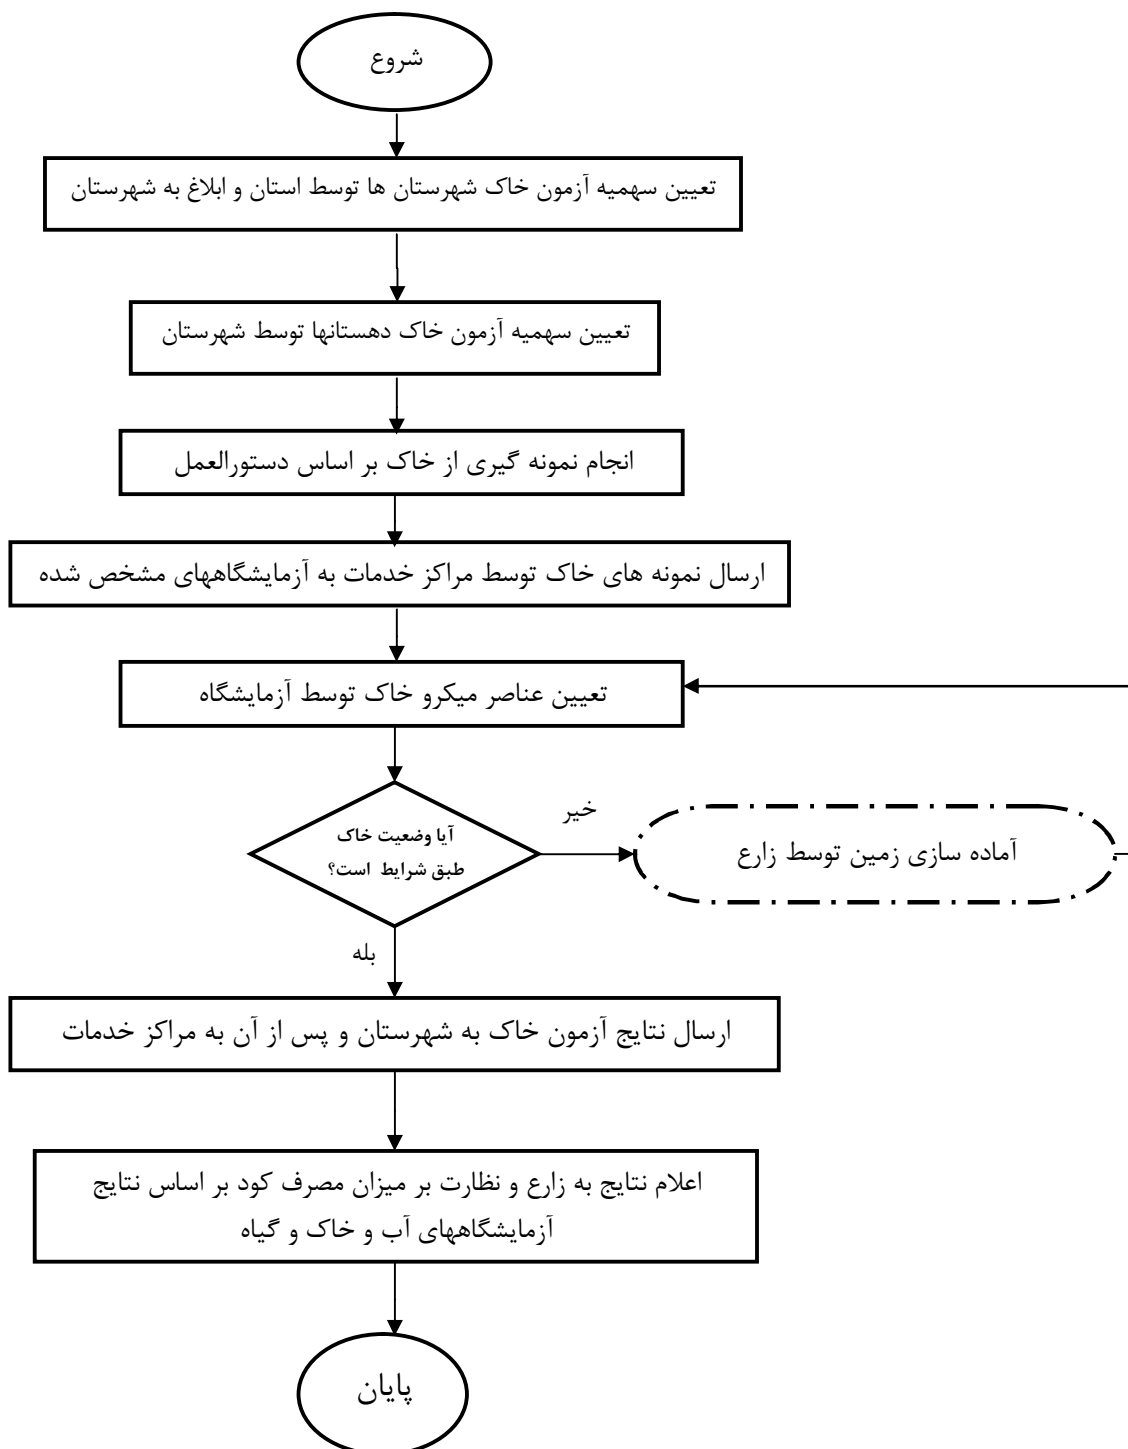 شروع
تعیین سهمیه آزمون خاک شهرستان ها توسط استان و ابلاغ به شهرستان
تعیین سهمیه آزمون خاک دهستانها توسط شهرستان
انجام نمونه گیری از خاک بر اساس دستورالعمل
ارسال نمونه های خاک توسط مراکز خدمات به آزمایشگاههای مشخص شده
تعیین عناصر میکرو خاک توسط آزمایشگاه
آیا وضعیت خاک
طبق شرایط است؟
خیر
آماده سازی زمین توسط زارع
بله
ارسال نتایج آزمون خاک به شهرستان و پس از آن به مراکز خدمات
اعلام نتایج به زارع و نظارت بر میزان مصرف کود بر اساس نتایج
آزمایشگاههای آب و خاک و گیاه
پایان